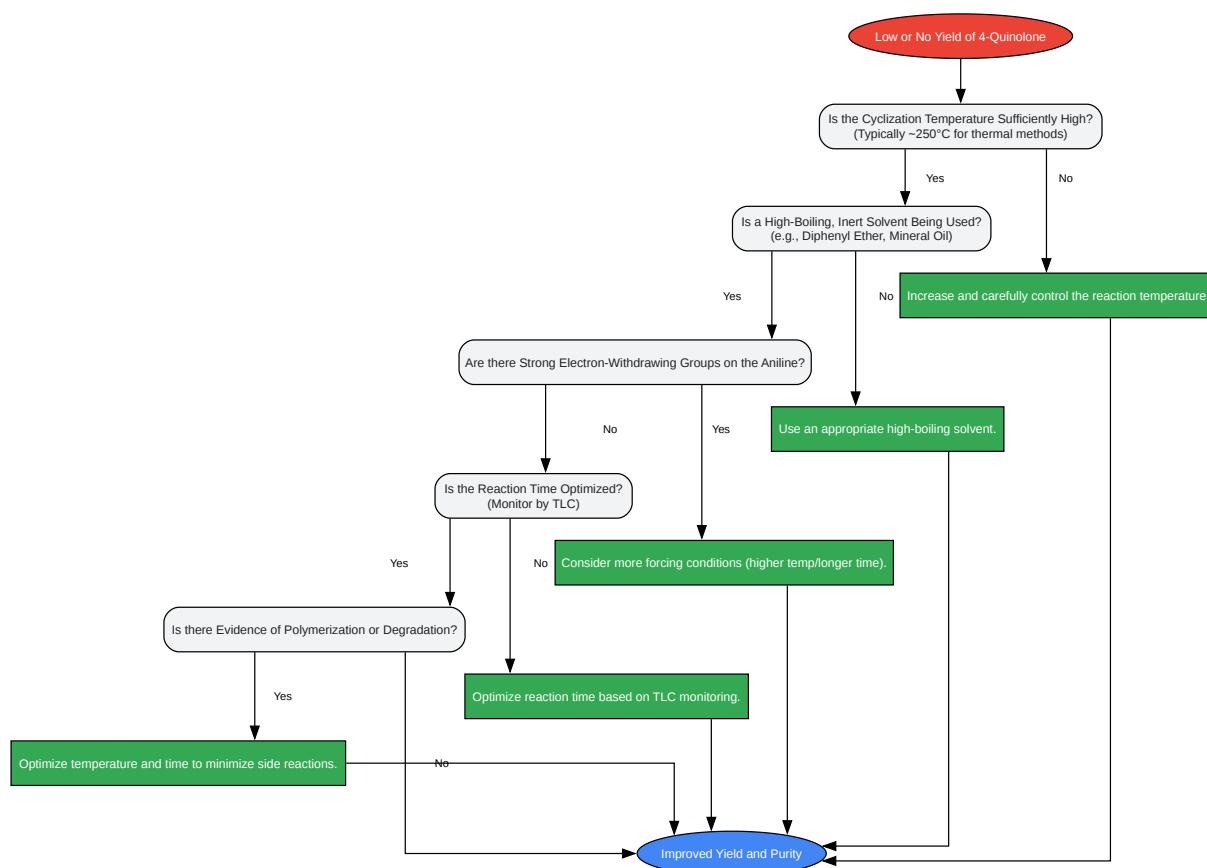 Low or No Yield of 4-Quinolone
Is the Cyclization Temperature Sufficiently High?
(Typically ~250°C for thermal methods)
Yes
No
Is a High-Boiling, Inert Solvent Being Used?
(e.g., Diphenyl Ether, Mineral Oil)
Yes
No
Increase and carefully control the reaction temperature
Are there Strong Electron-Withdrawing Groups on the Aniline?
No
Yes
Use an appropriate high-boiling solvent.
Is the Reaction Time Optimized?
(Monitor by TLC)
Yes
No
Consider more forcing conditions (higher temp/longer time).
Is there Evidence of Polymerization or Degradation?
Yes
Optimize reaction time based on TLC monitoring.
Optimize temperature and time to minimize side reactions.
No
Improved Yield and Purity